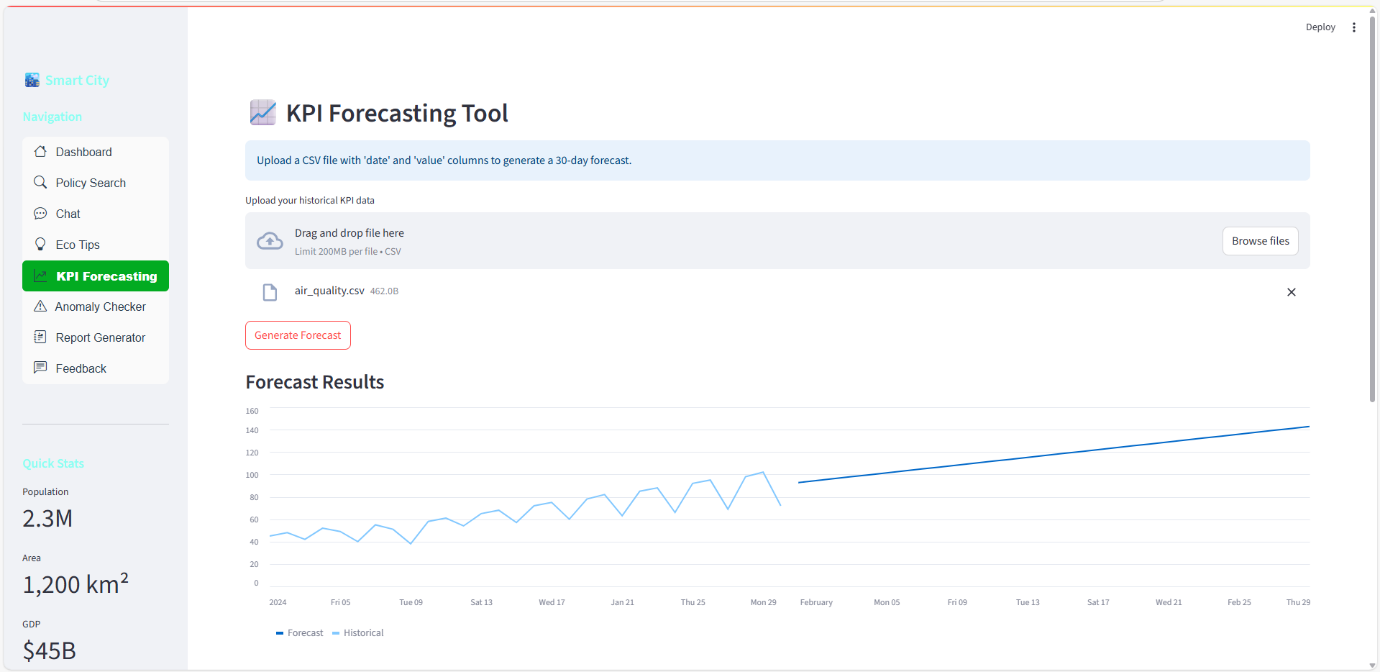 Deploy
Smart City
Navigation
Dashboard
Policy Search
Chat
Eco Tips
KPI Forecasting
Anomaly Checker
Report Generator
Feedback
Quick Stats
Population
2.3M
Area
1,200 km²
GDP
$45B
KPI Forecasting Tool
Upload a CSV file with 'date' and 'value' columns to generate a 30-day forecast.
Upload your historical KPI data
Drag and drop file here
Limit 200MB per file • CSV
Browse files
air_quality.csv 462.0B
Generate Forecast
Forecast Results
160
140
120
100
80
60
40
20
0
2024 Fri 05 Tue 09 Sat 13 Wed 17 Jan 21 Thu 25 Mon 29 February Mon 05 Fri 09 Tue 13 Sat 17 Wed 21 Feb 25 Thu 29
Forecast Historical